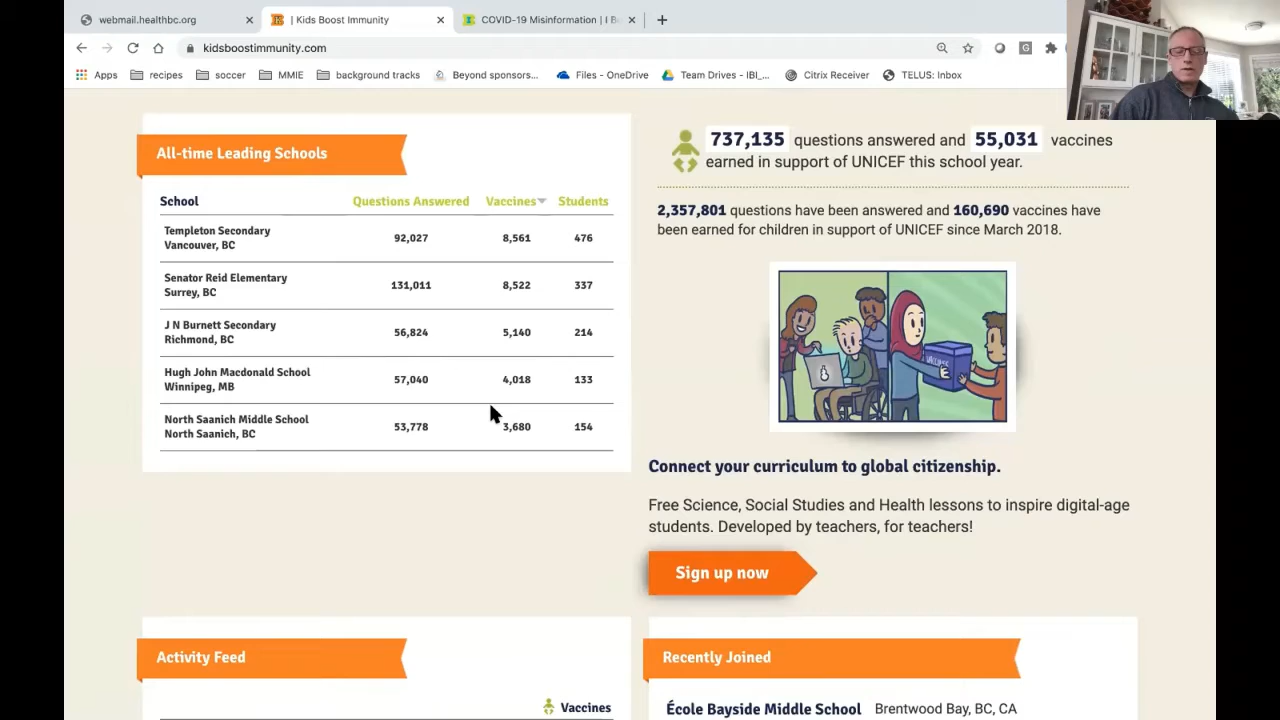 webmail.healthbc.org
| Kids Boost Immunity
COVID-19 Misinformation | I B
kidsboostimmunity.com
Apps
recipes
soccer
MMIE
background tracks
Beyond sponsors...
Files - OneDrive
Team Drives - IBI_...
Citrix Receiver
TELUS: Inbox
All-time Leading Schools
School Questions Answered Vaccines Students
Templeton Secondary
Vancouver, BC
92,027 8,561 476
Senator Reid Elementary
Surrey, BC
131,011 8,522 337
J N Burnett Secondary
Richmond, BC
56,824 5,140 214
Hugh John Macdonald School
Winnipeg, MB
57,040 4,018 133
North Saanich Middle School
North Saanich, BC
53,778 3,680 154
737,135 questions answered and 55,031 vaccines
earned in support of UNICEF this school year.
2,357,801 questions have been answered and 160,690 vaccines have
been earned for children in support of UNICEF since March 2018.
VACCINES
Connect your curriculum to global citizenship.
Free Science, Social Studies and Health lessons to inspire digital-age
students. Developed by teachers, for teachers!
Sign up now
Activity Feed
Vaccines
Recently Joined
École Bayside Middle School Brentwood Bay, BC, CA